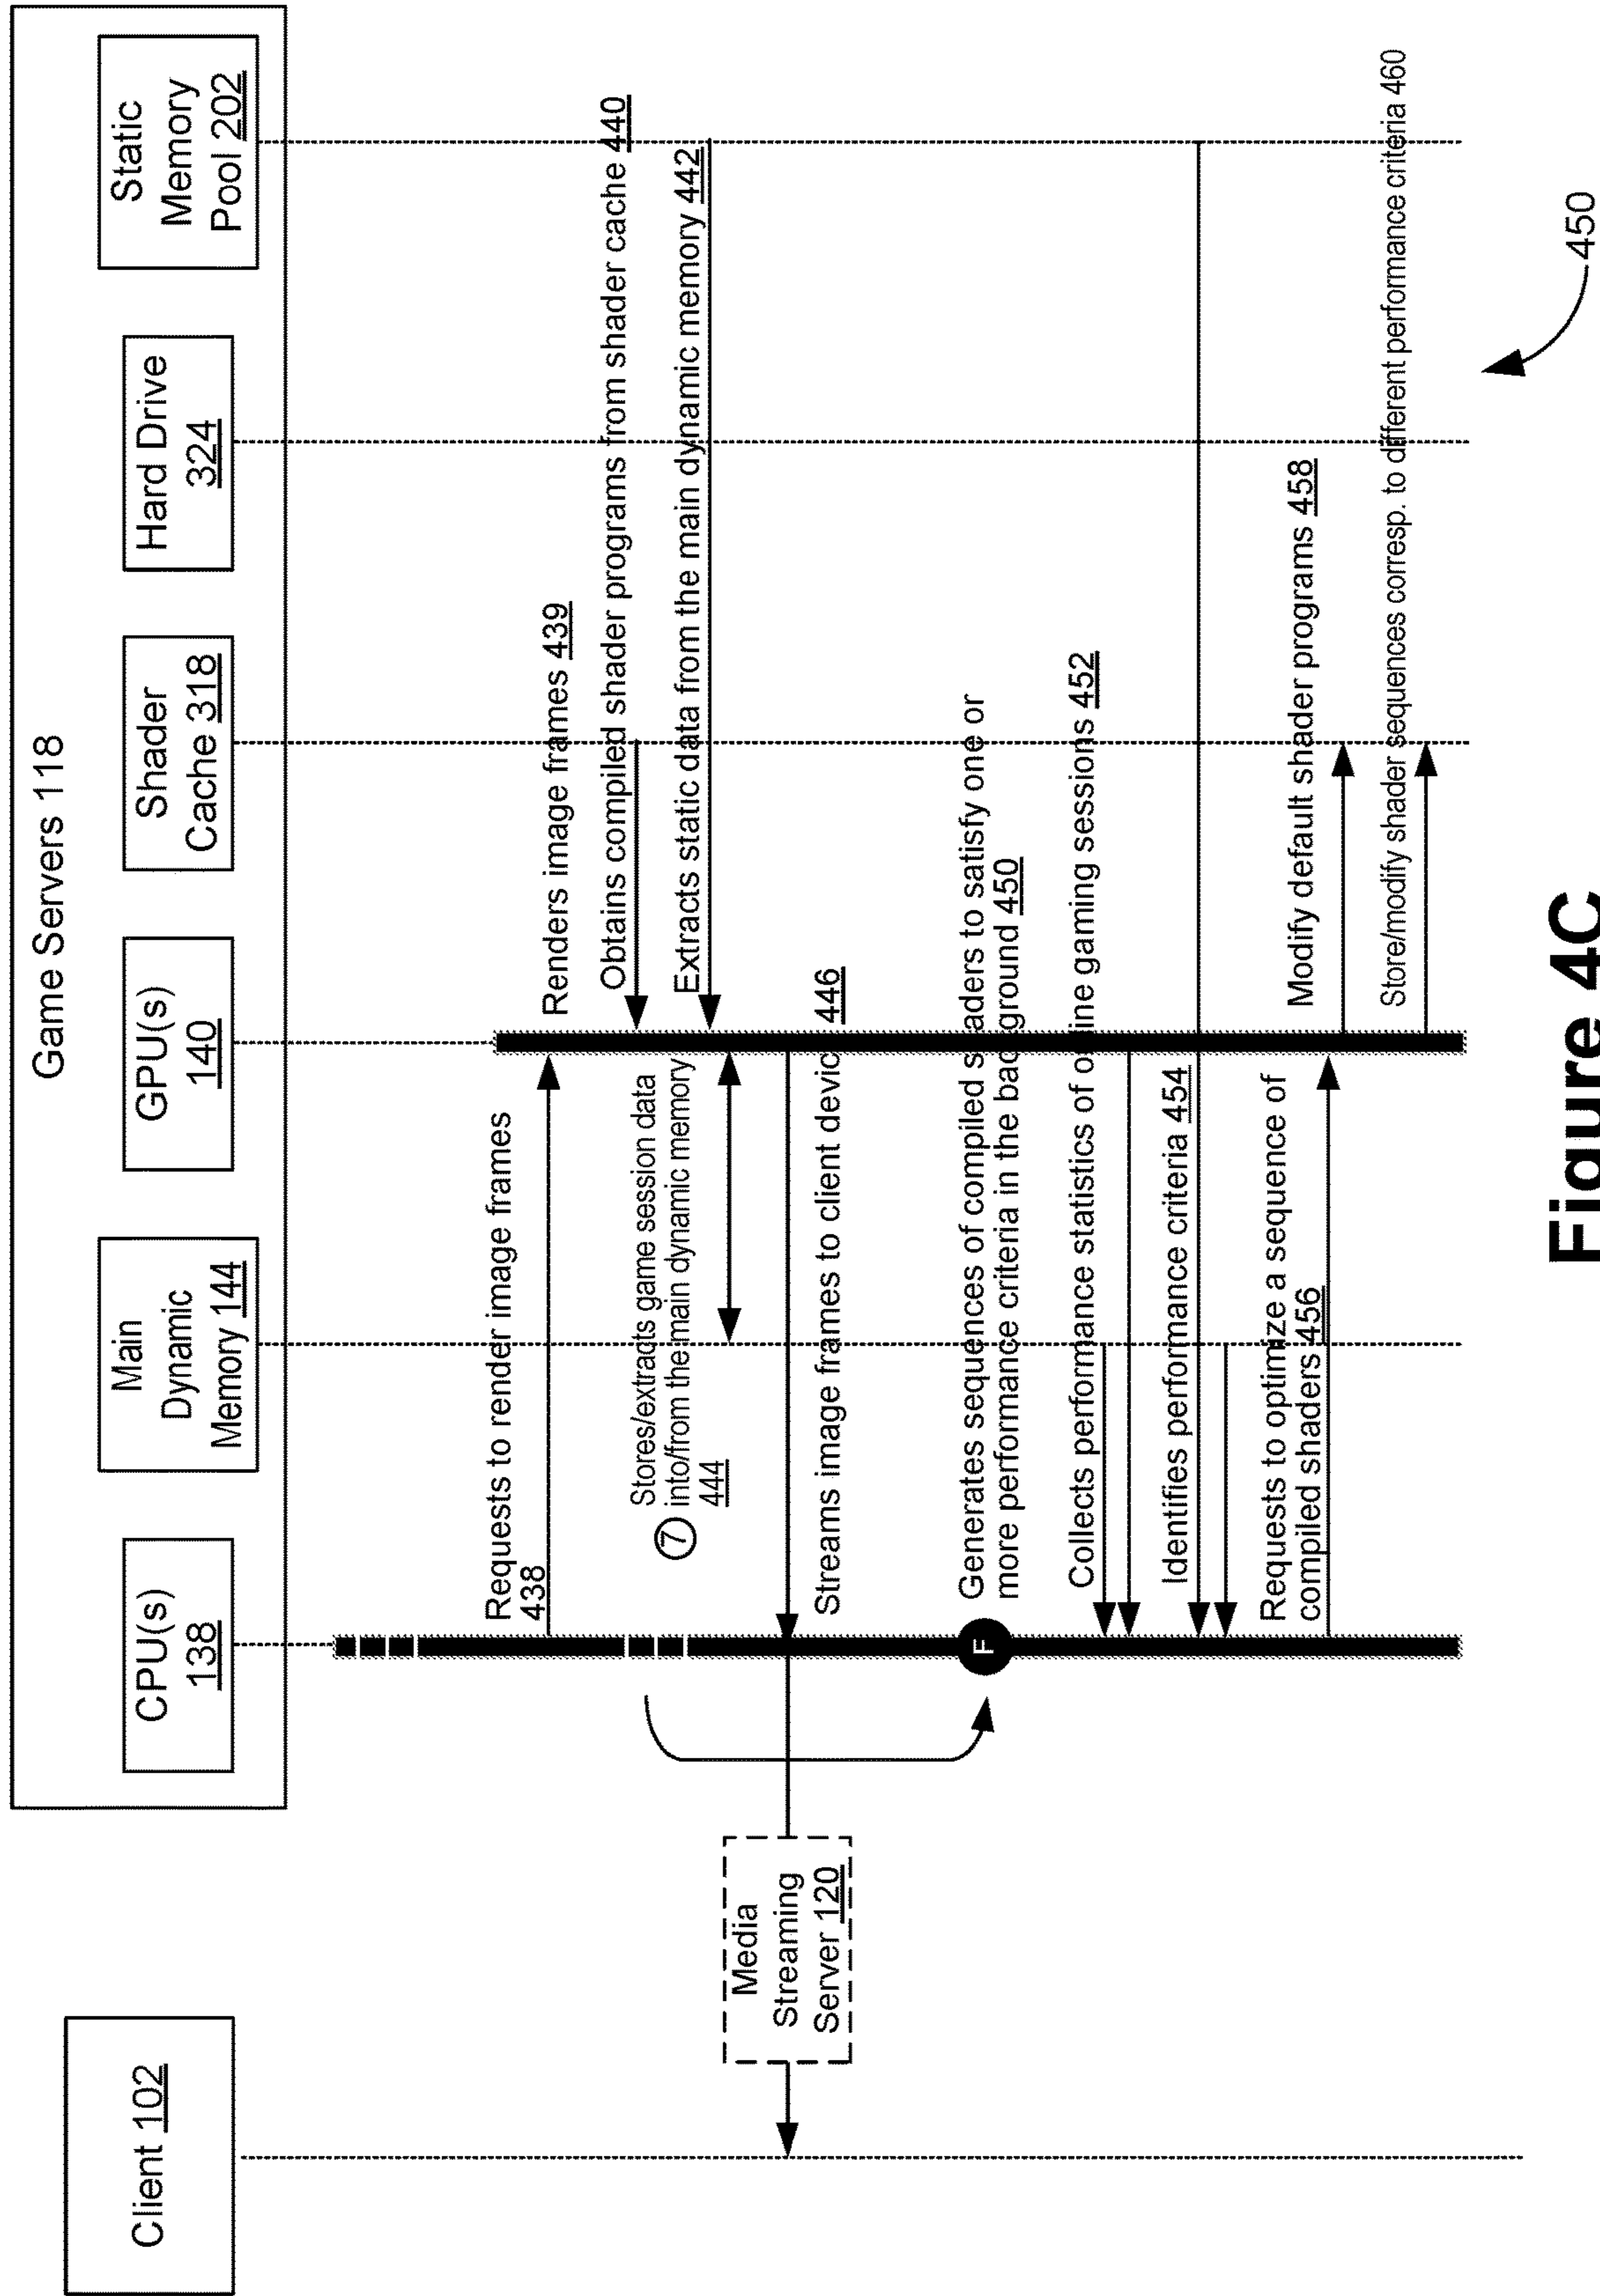 Game Servers 118
Client 102
CPU(s)
138
Main
Dynamic
Memory 144
GPU(s)
140
Shader
Cache 318
Hard Drive
324
Static
Memory
Pool 202
Requests to render image frames
438
Renders image frames 439
Obtains compiled shader programs from shader cache 440
Extracts static data from the main dynamic memory 442
7
Stores/extracts game session data
into/from the main dynamic memory
444
Media
Streaming
Server 120
Streams image frames to client devic 446
F
Generates sequences of compiled shaders to satisfy one or
more performance criteria in the background 450
Collects performance statistics of online gaming sessions 452
Identifies performance criteria 454
Requests to optimize a sequence of
compiled shaders 456
Modify default shader programs 458
Store/modify shader sequences corresp. to different performance criteria 460
450
Figure 4C